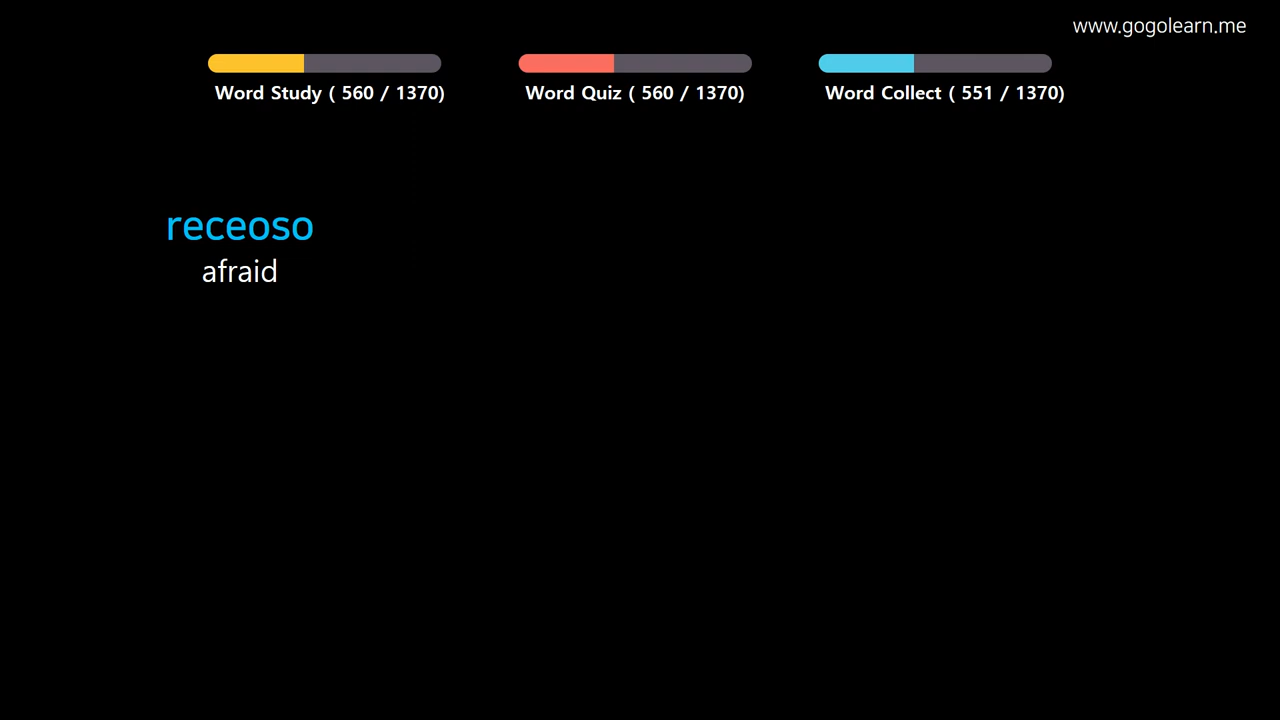 www.gogolearn.me
Word Study ( 560 / 1370)
Word Quiz ( 560 / 1370)
Word Collect ( 551 / 1370)
receoso
afraid